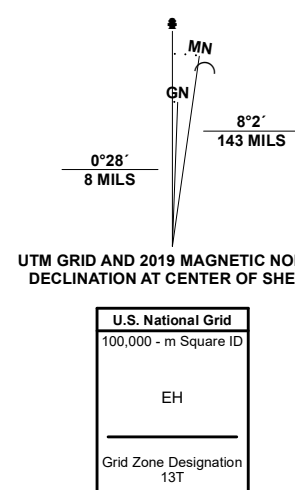 MN
GN
8°2´
143 MILS
0°28´
8 MILS
UTM GRID AND 2019 MAGNETIC NO
DECLINATION AT CENTER OF SHE
U.S. National Grid
100,000 - m Square ID
EH
Grid Zone Designation
13T